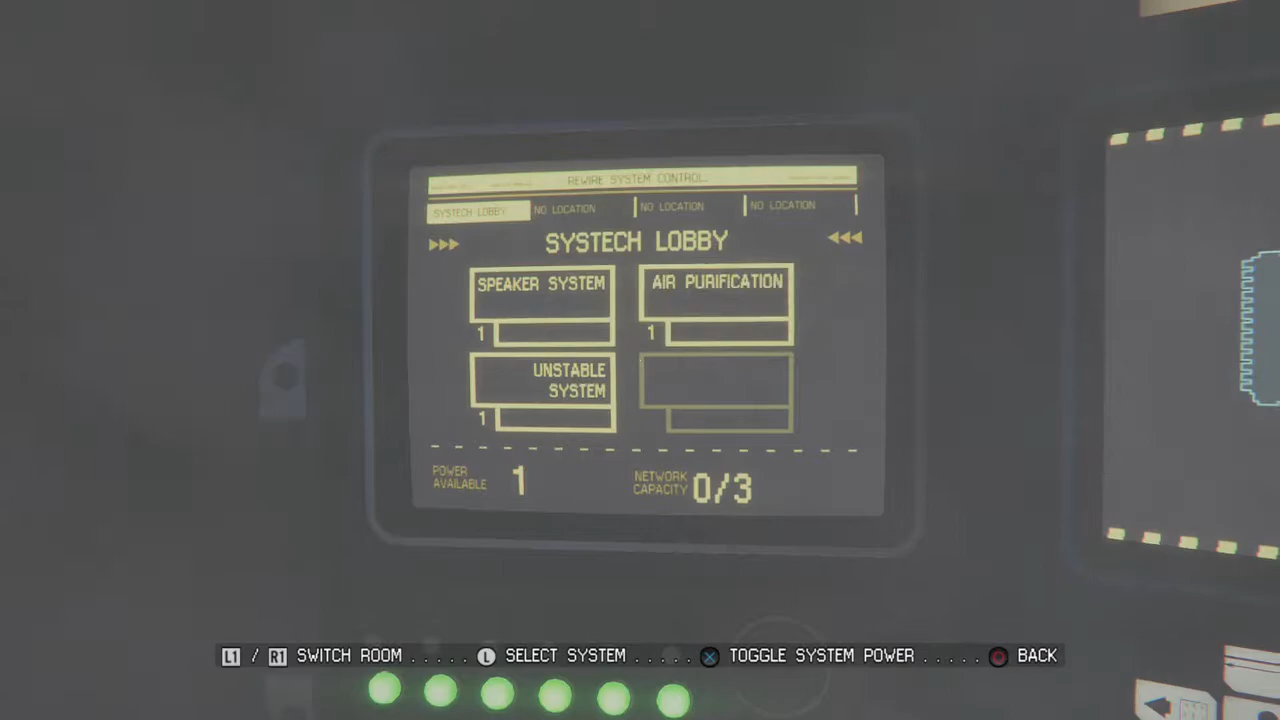 REWIRE SYSTEM CONTROL
SYSTECH LOBBY NO LOCATION NO LOCATION NO LOCATION
SYSTECH LOBBY
SPEAKER SYSTEM AIR PURIFICATION
1 1
UNSTABLE
SYSTEM
1
POWER
AVAILABLE 1
NETWORK
CAPACITY 0/3
L1 / R1 SWITCH ROOM ..... L SELECT SYSTEM ..... TOGGLE SYSTEM POWER ..... BACK